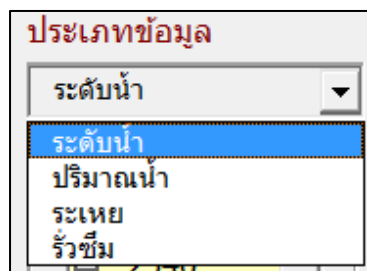 ประเภทข้อมูล
ระดับน้ำ
ระดับน้ำ
ปริมาณน้ำ
ระเหย
รั่วซึม